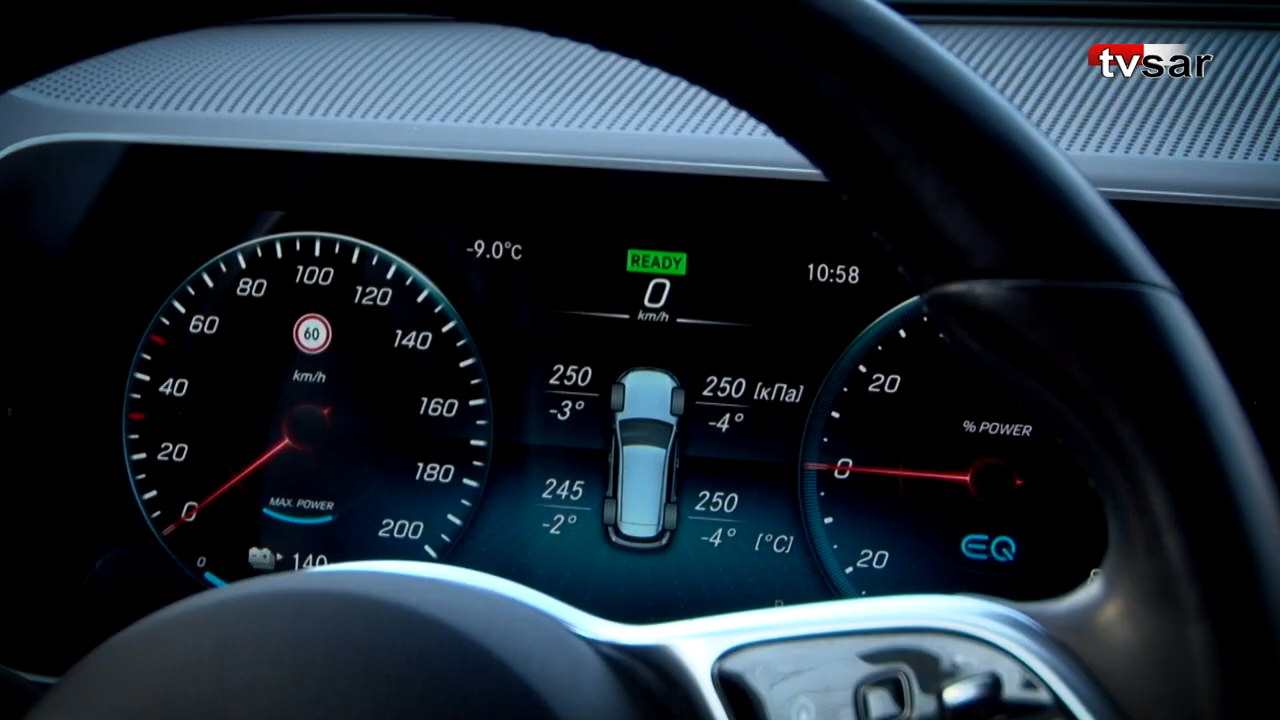 tvsar
-9.0°C
READY
10:58
0
km/h
100
80
120
60
60
140
km/h
40
160
20
180
0
MAX. POWER
200
0
140
250
250 [кПа]
-3°
-4°
245
250
-2°
-4° [°C]
20
% POWER
0
EQ
20